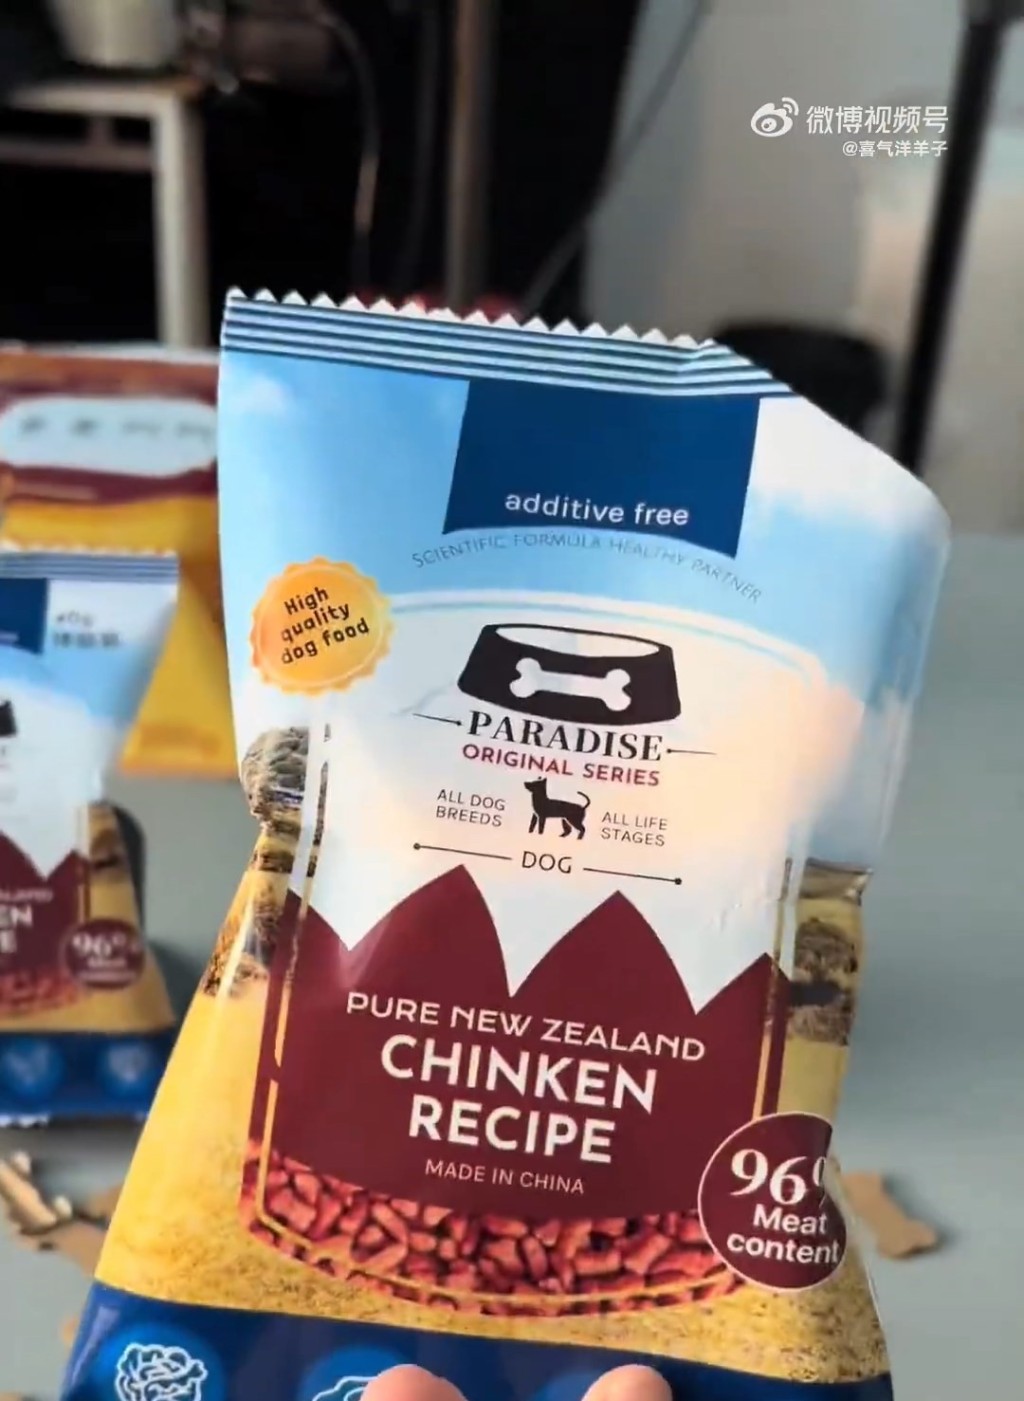 微博视频号
@喜气洋羊子
additive free
SCIENTIFIC FORMULA HEALTHY PARTNER
High
quality
dog food
PARADISE
ORIGINAL SERIES
ALL DOG
BREEDS
ALL LIFE
STAGES
DOG
PURE NEW ZEALAND
CHINKEN
RECIPE
MADE IN CHINA
96%
Meat
content
96%